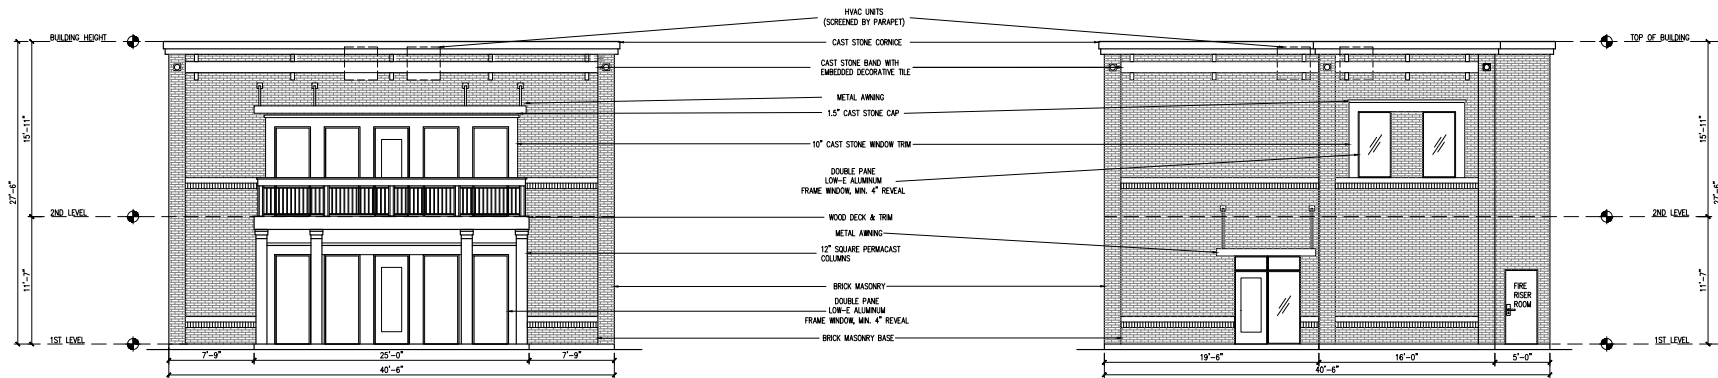 HVAC UNITS
(SCREENED BY PARAPET)
BUILDING HEIGHT
CAST STONE CORNICE
TOP OF BUILDING
CAST STONE BAND WITH
EMBEDDED DECORATIVE TILE
METAL AWNING
1.5" CAST STONE CAP
15'-11"
15'-11"
10" CAST STONE WINDOW TRIM
DOUBLE PANE
LOW-E ALUMINUM
FRAME WINDOW, MIN. 4" REVEAL
27'-6"
27'-6"
2ND LEVEL
WOOD DECK & TRIM
2ND LEVEL
METAL AWNING
12" SQUARE PERMACAST
COLUMNS
11'-7"
11'-7"
BRICK MASONRY
FIRE
RISER
ROOM
DOUBLE PANE
LOW-E ALUMINUM
FRAME WINDOW, MIN. 4" REVEAL
1ST LEVEL
BRICK MASONRY BASE
1ST LEVEL
7'-9"
25'-0"
7'-9"
19'-6"
16'-0"
5'-0"
40'-6"
40'-6"